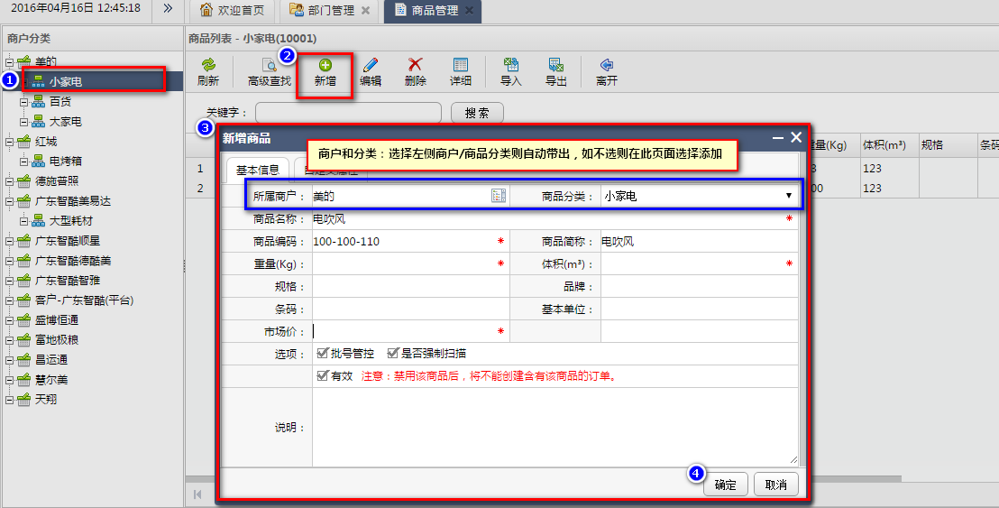 2016年04月16日 12:45:18
欢迎首页
部门管理
商品管理
商户分类
商品列表 - 小家电(10001)
美的
小家电
百货
大家电
红城
电烤箱
德施普照
广东智酷美易达
大型耗材
广东智酷顺星
广东智酷德酷美
广东智酷智雅
客户-广东智酷(平台)
盛博恒通
富地极粮
昌运通
慧尔美
天翔
1
2
刷新
高级查找
新增
编辑
删除
详细
导入
导出
离开
关键字：
搜 索
3
新增商品
商户和分类：选择左侧商户/商品分类则自动带出，如不选则在此页面选择添加
基本信息
所属商户： 美的 商品分类： 小家电
商品名称： 电吹风 *
商品编码： 100-100-110 * 商品简称： 电吹风
重量(Kg)： * 体积(m³)： *
规格： 品牌：
条码： 基本单位：
市场价： *
选项： 批号管控 是否强制扫描
有效 注意：禁用该商品后，将不能创建含有该商品的订单。
说明：
4
确定 取消
(Kg) 体积(m³) 规格 条码
1 123
2 123